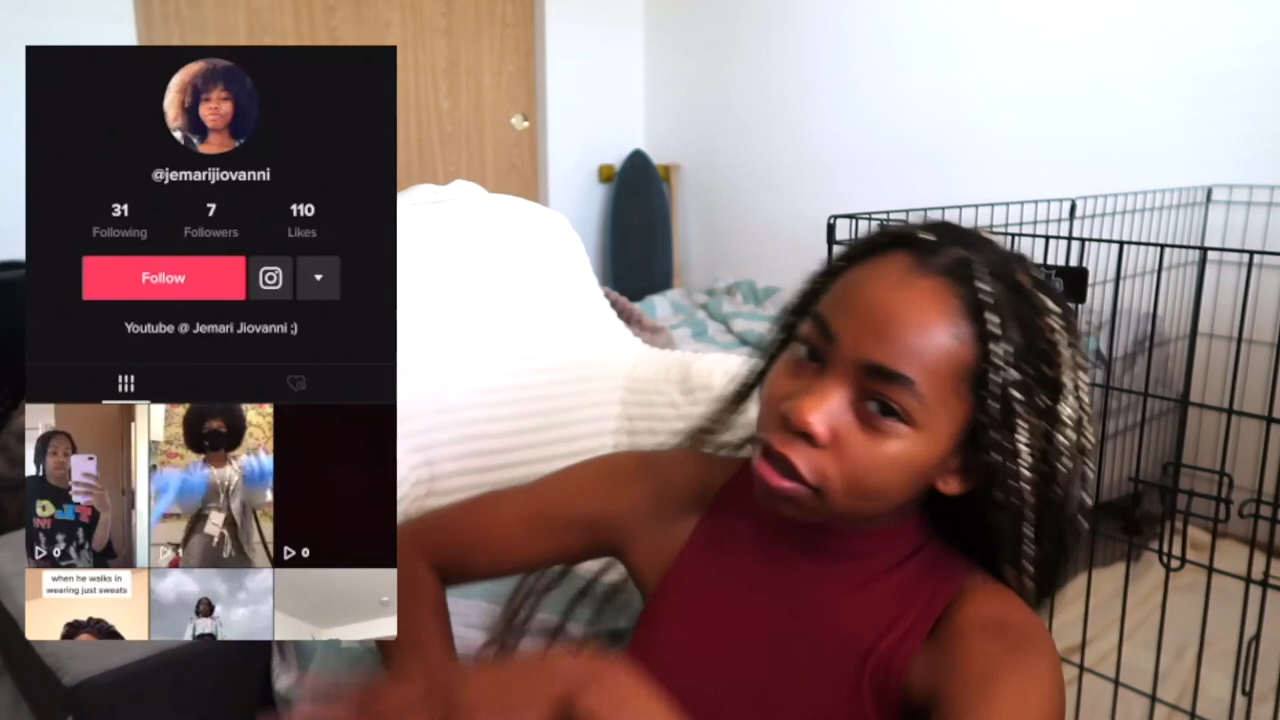 @jemarijiovanni
31 7 110
Following Followers Likes
Follow
Youtube @ Jemari Jiovanni ;)
0 1 0
when he walks in
wearing just sweats